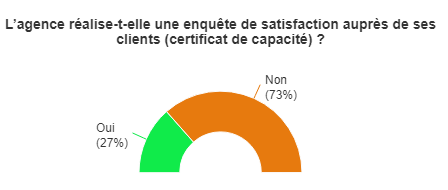 L'agence réalise-t-elle une enquête de satisfaction auprès de ses
clients (certificat de capacité) ?
Non
(73%)
Oui
(27%)